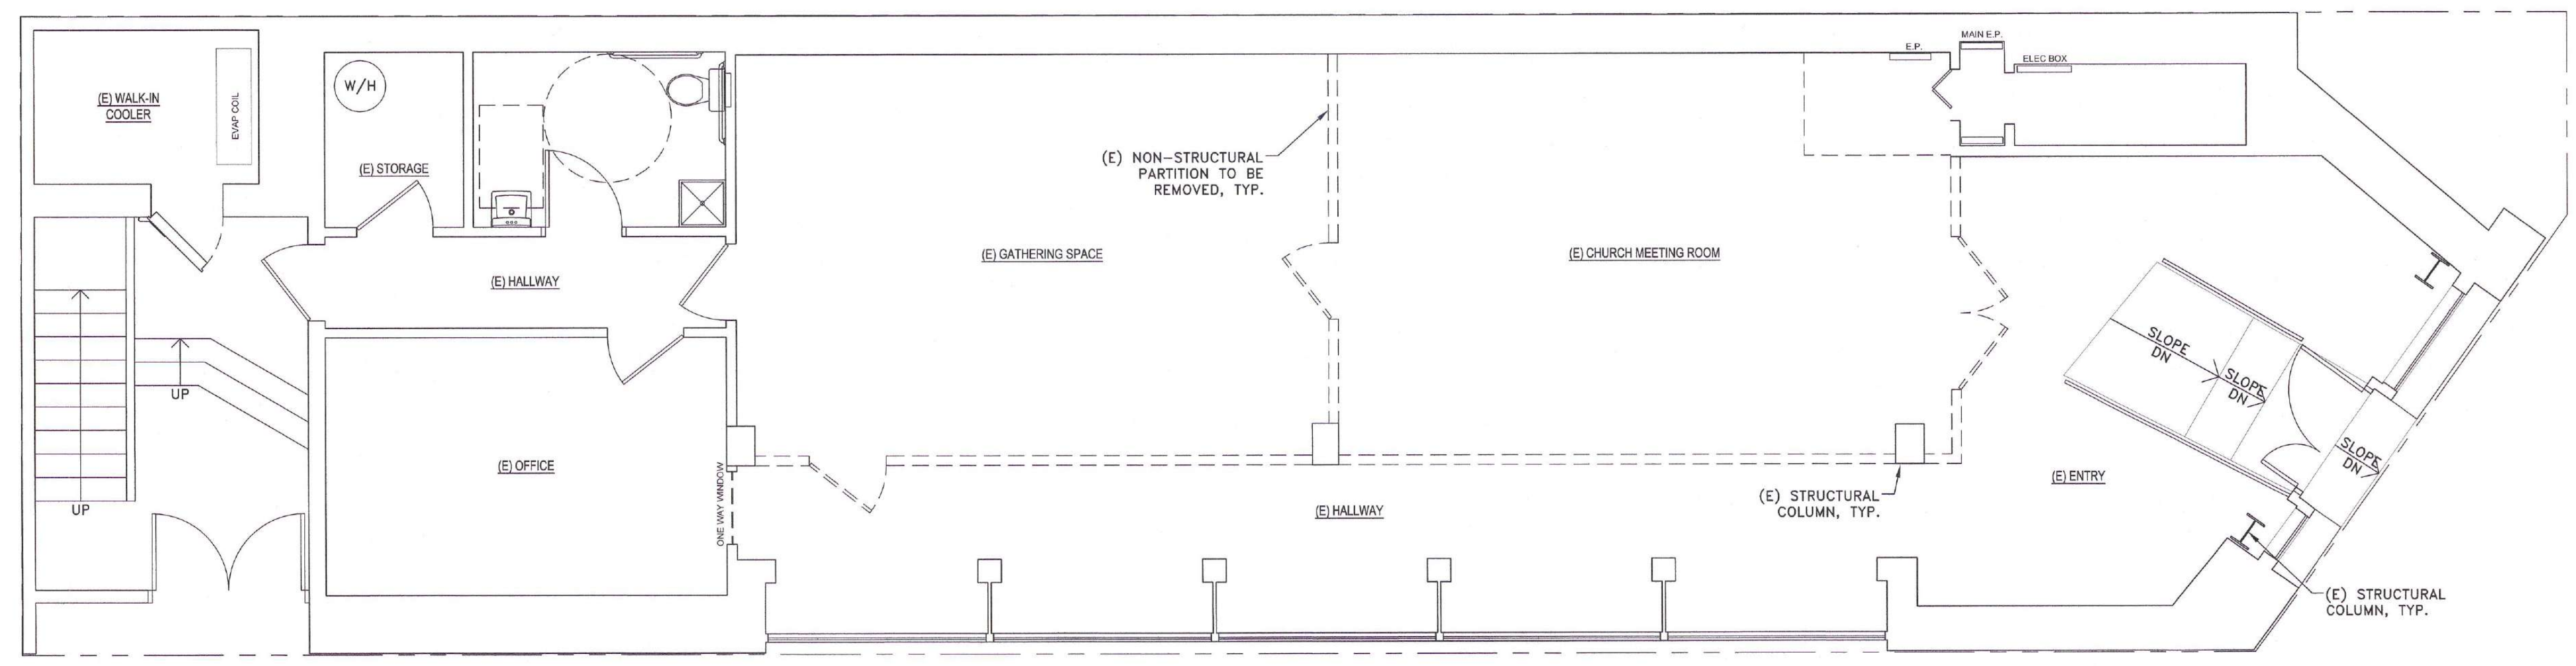 E.P.
MAIN E.P.
ELEC BOX
(E) WALK-IN
COOLER
EVAP COIL
W/H
(E) STORAGE
(E) NON-STRUCTURAL
PARTITION TO BE
REMOVED, TYP.
(E) GATHERING SPACE
(E) CHURCH MEETING ROOM
(E) HALLWAY
SLOPE
DN
SLOPE
DN
SLOPE
DN
UP
UP
(E) OFFICE
ONE WAY WINDOW
(E) HALLWAY
(E) STRUCTURAL
COLUMN, TYP.
(E) ENTRY
(E) STRUCTURAL
COLUMN, TYP.